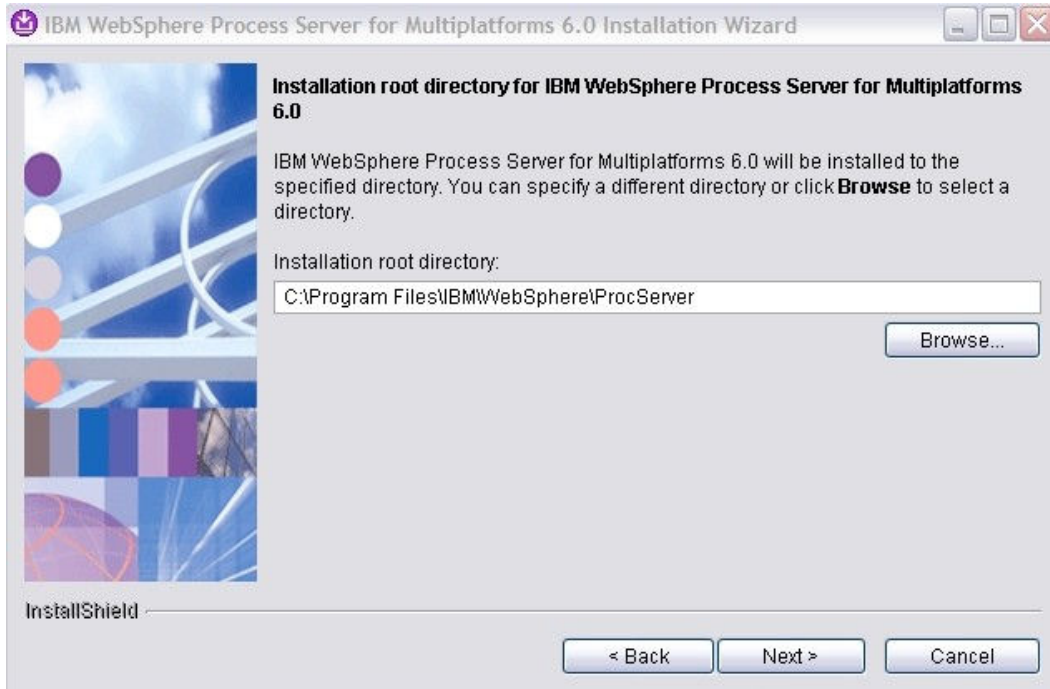 IBM WebSphere Process Server for Multiplatforms 6.0 Installation Wizard
Installation root directory for IBM WebSphere Process Server for Multiplatforms
6.0
IBM WebSphere Process Server for Multiplatforms 6.0 will be installed to the
specified directory. You can specify a different directory or click Browse to select a
directory.
Installation root directory:
C:\Program Files\IBM\WebSphere\ProcServer
Browse...
InstallShield
< Back
Next >
Cancel